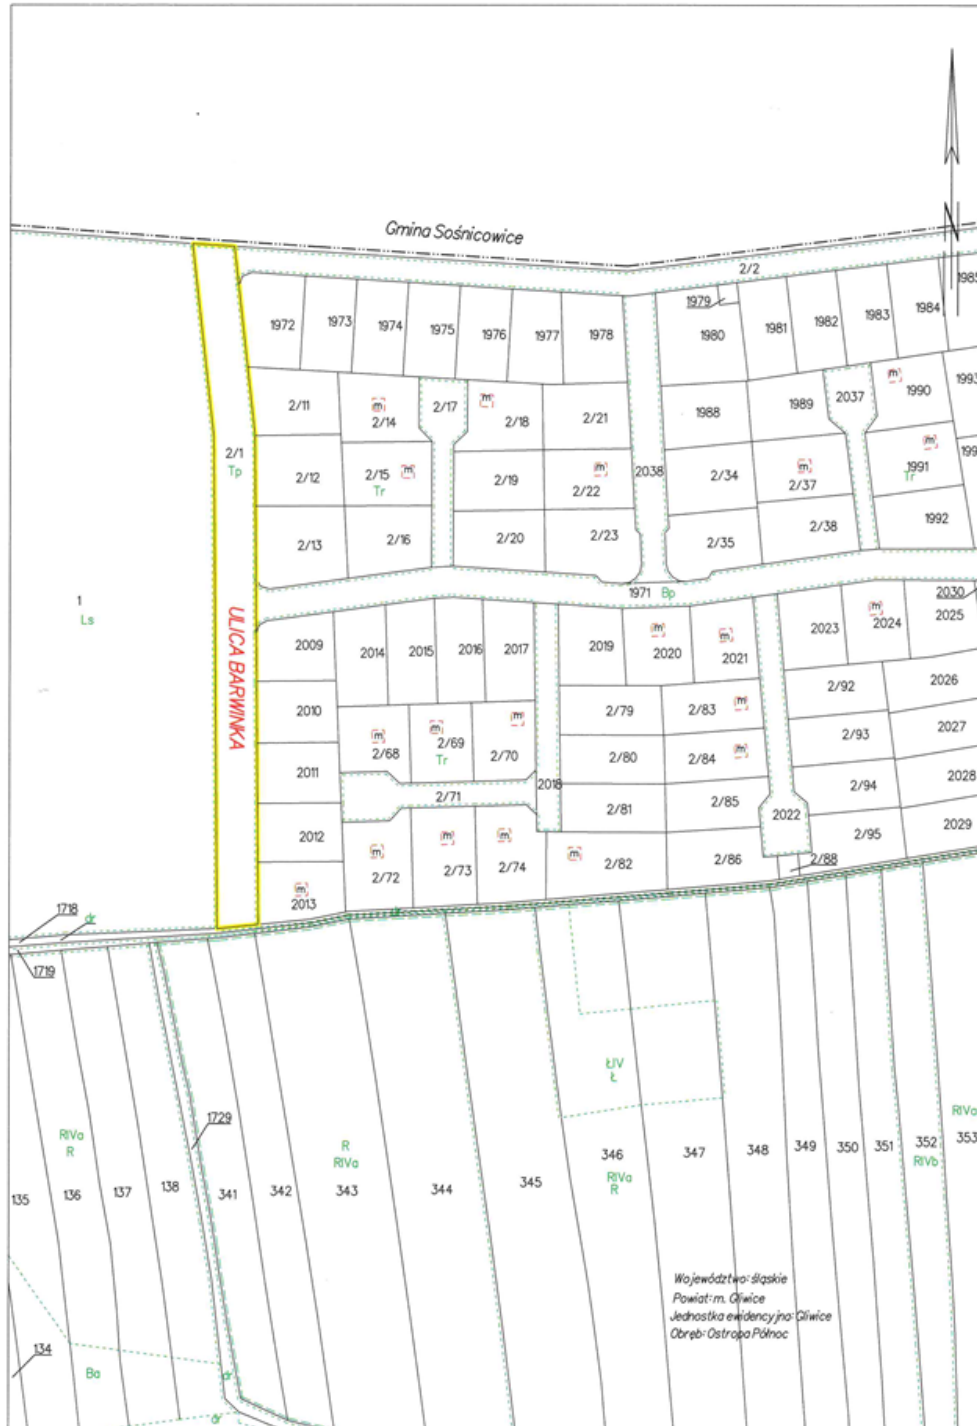 Gmina Sośnicowice
N
2/2
1985
1979
1984
1983
1982
1981
1980
1972
1973
1974
1975
1976
1977
1978
m
1990
1993
2/11
m
2/14
2/17
m
2/18
2/21
1988
1989
2037
2/1
Tp
2/12
2/15
m
Tr
2/19
m
2/22
2038
2/34
m
2/37
m
1991
Tr
2/13
2/16
2/20
2/23
2/35
2/38
1992
1
Ls
1971
Bp
2030
ULICA BARWINKA
2009
2014
2015
2016
2017
2019
m
2020
m
2021
2023
m
2024
2025
2010
m
2/68
m
2/69
Tr
m
2/70
2/79
2/83
m
2/92
2026
2/80
2/84
m
2/93
2027
2011
2/71
2018
2/81
2/85
2022
2/94
2028
2012
m
2/72
m
2/73
m
2/74
m
2/82
2/86
2/88
2/95
2029
m
2013
1718
dr
dr
1719
ŁIV
Ł
RIVa
R
1729
R
RIVa
346
RIVa
R
347
348
349
350
351
352
RIVb
RIVa
353
135
136
137
138
341
342
343
344
345
Województwo: śląskie
Powiat: m. Gliwice
Jednostka ewidencyjna: Gliwice
Obręb: Ostropa Północ
134
Ba
dr
dr